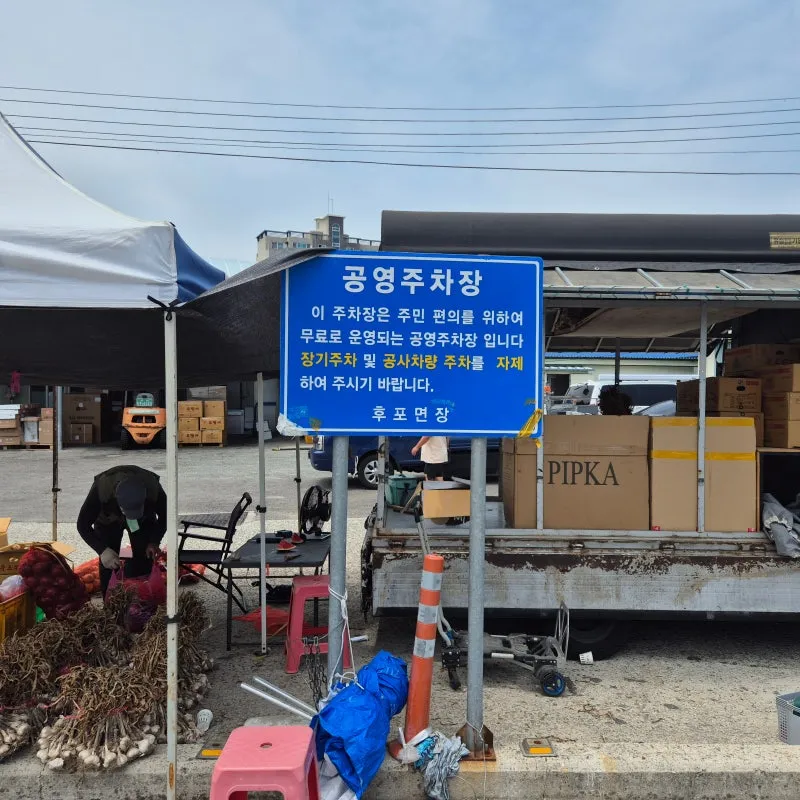 공영주차장
이 주차장은 주민 편의를 위하여
무료로 운영되는 공영주차장 입니다
장기주차 및 공사차량 주차를 자제
하여 주시기 바랍니다.
후포면장
PIPKA